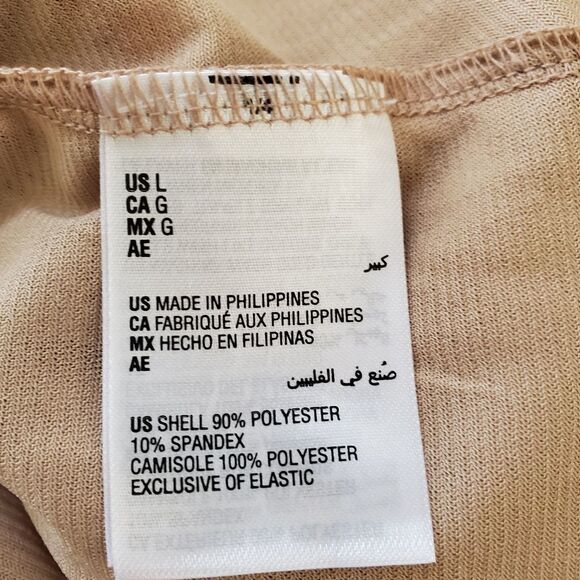 US L
CA G
MX G
AE
كبير
US MADE IN PHILIPPINES
CA FABRIQUÉ AUX PHILIPPINES
MX HECHO EN FILIPINAS
AE
صُنع في الفلبين
US SHELL 90% POLYESTER
10% SPANDEX
CAMISOLE 100% POLYESTER
EXCLUSIVE OF ELASTIC